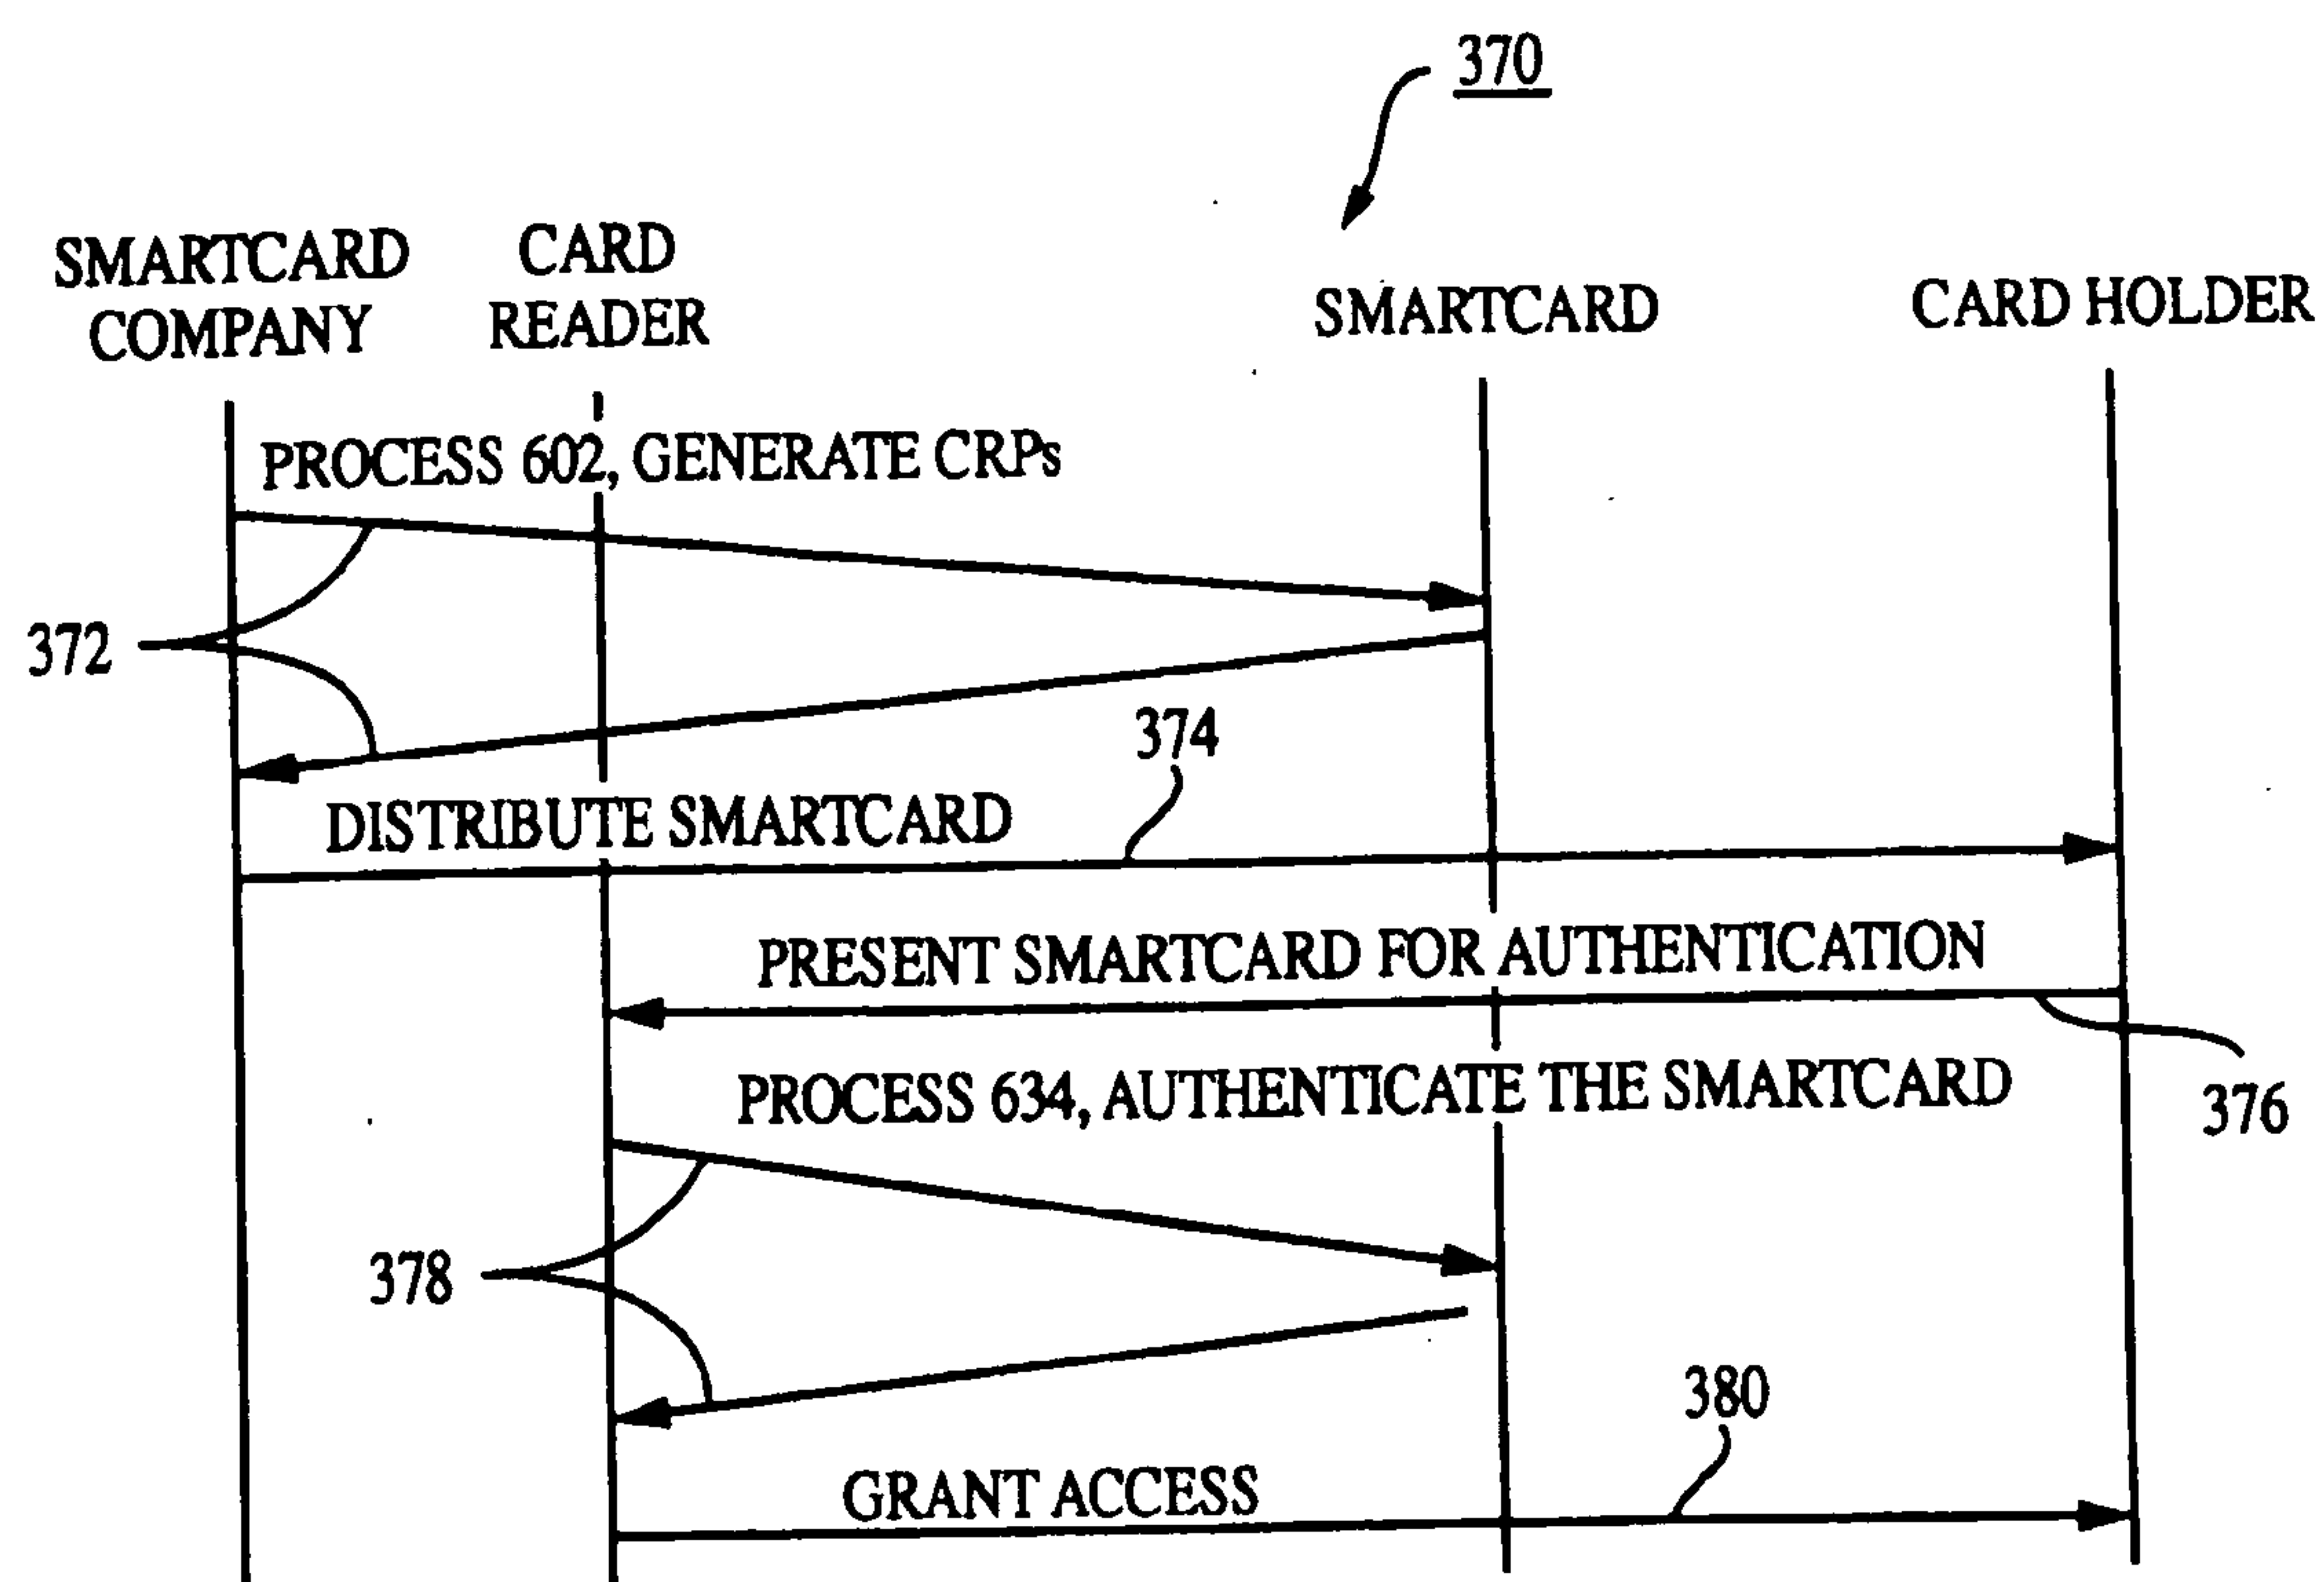 370
SMARTCARD
COMPANY
CARD
READER
SMARTCARD
CARD HOLDER
PROCESS 602, GENERATE CRPs
372
374
DISTRIBUTE SMARTCARD
PRESENT SMARTCARD FOR AUTHENTICATION
PROCESS 634, AUTHENTICATE THE SMARTCARD
376
378
380
GRANT ACCESS